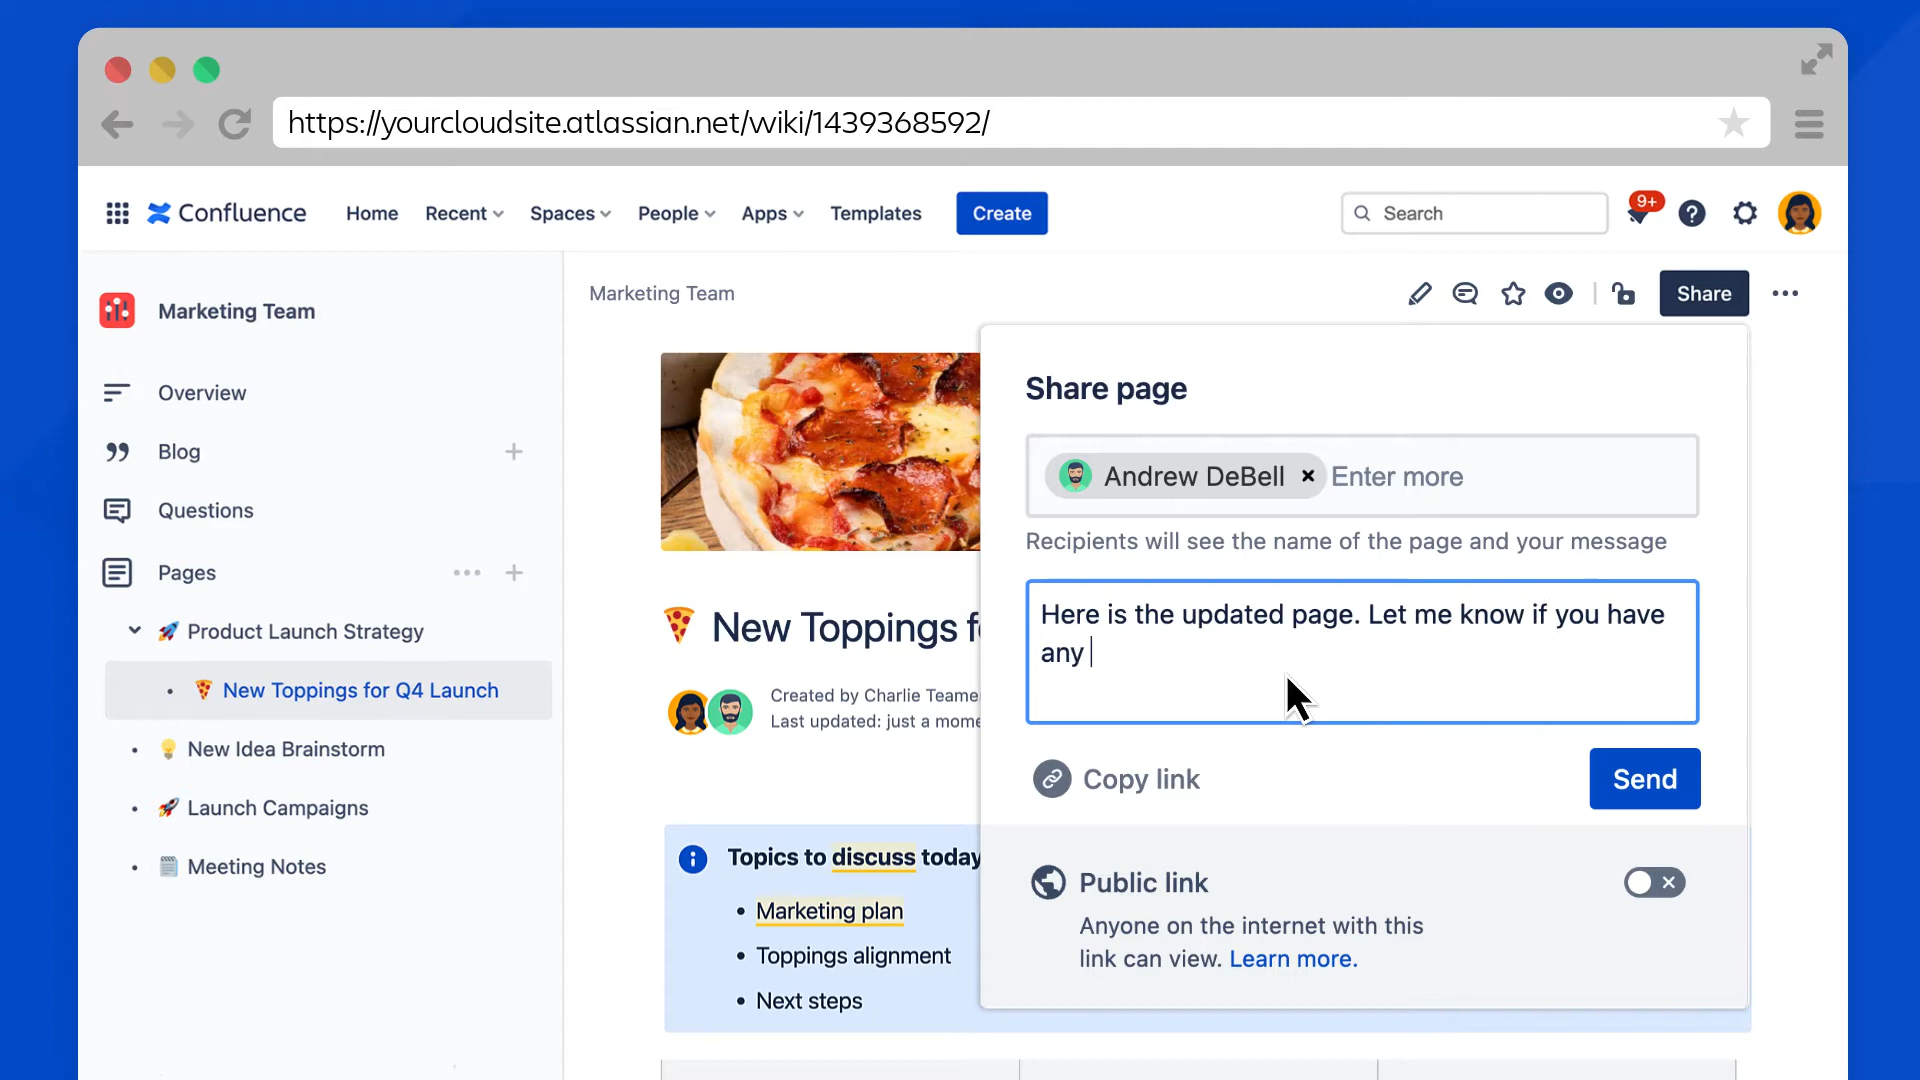 https://yourcloudsite.atlassian.net/wiki/1439368592/
Confluence
Home
Recent
Spaces
People
Apps
Templates
Create
Search
9+
Marketing Team
Overview
Blog
Questions
Pages
Product Launch Strategy
New Toppings for Q4 Launch
New Idea Brainstorm
Launch Campaigns
Meeting Notes
Marketing Team
Share
New Toppings
Created by Charlie
Last updated: just a
Topics to discuss today
Marketing plan
Toppings alignment
Next steps
Share page
Andrew DeBell
Enter more
Recipients will see the name of the page and your message
Here is the updated page. Let me know if you have
any
Copy link
Send
Public link
Anyone on the internet with this
link can view. Learn more.